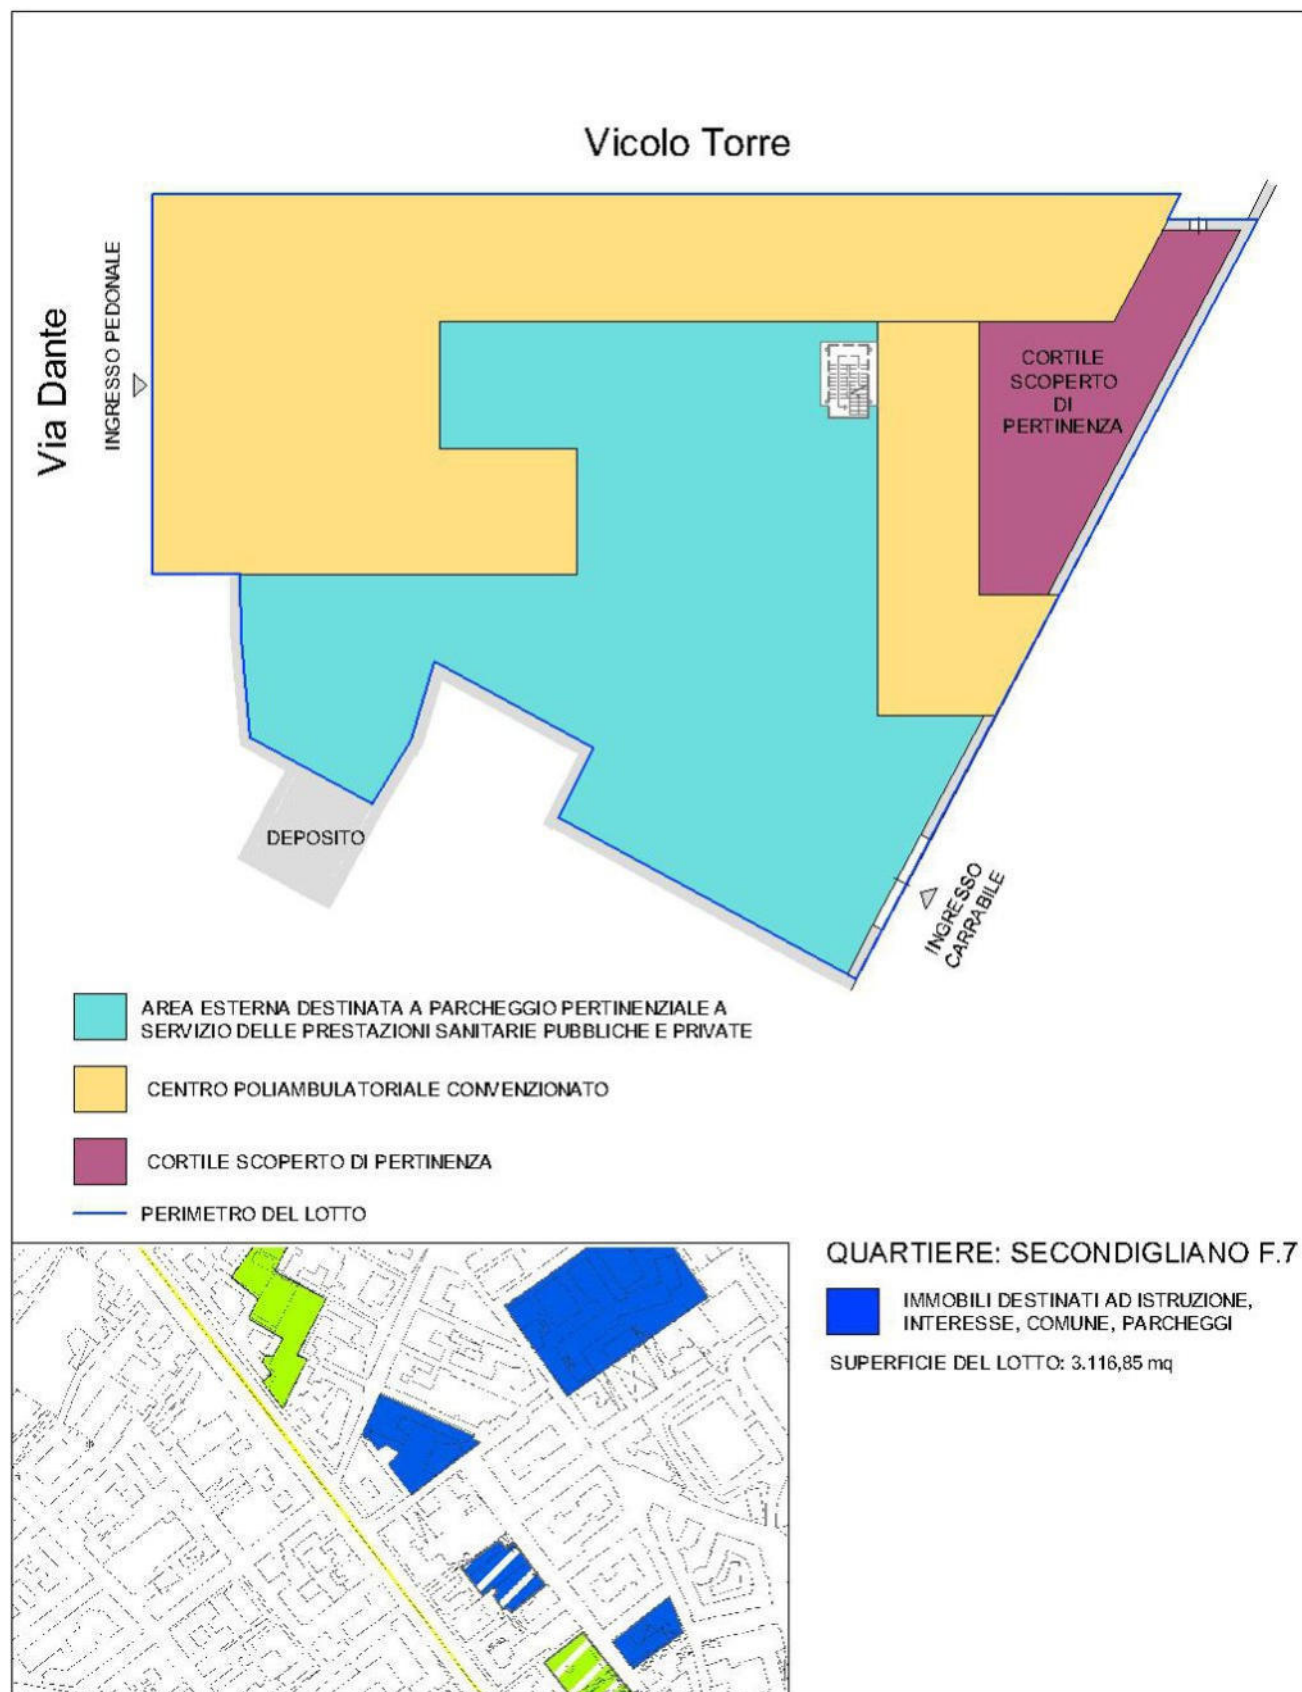 Vicolo Torre
Via Dante
INGRESSO PEDONALE
CORTILE
SCOPERTO
DI
PERTINENZA
DEPOSITO
INGRESSO
CARRABILE
AREA ESTERNA DESTINATA A PARCHEGGIO PERTINENZIALE A
SERVIZIO DELLE PRESTAZIONI SANITARIE PUBBLICHE E PRIVATE
CENTRO POLIAMBULATORIALE CONVENZIONATO
CORTILE SCOPERTO DI PERTINENZA
PERIMETRO DEL LOTTO
QUARTIERE: SECONDIGLIANO F.7
IMMOBILI DESTINATI AD ISTRUZIONE,
INTERESSE, COMUNE, PARCHEGGI
SUPERFICIE DEL LOTTO: 3.116,85 mq